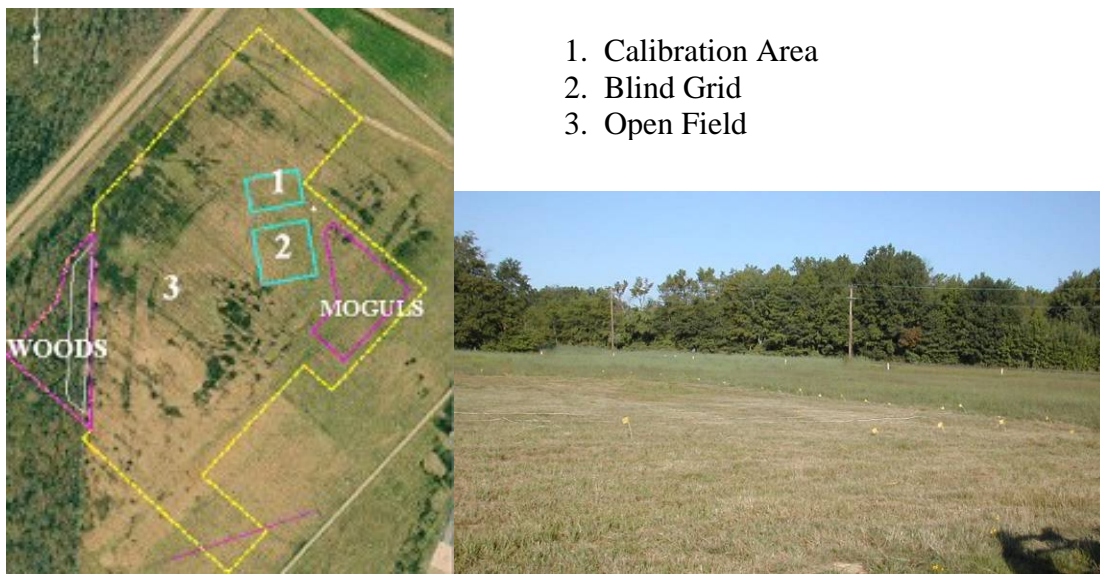 1. Calibration Area
2. Blind Grid
3. Open Field
1
2
3
MOGULS
WOODS